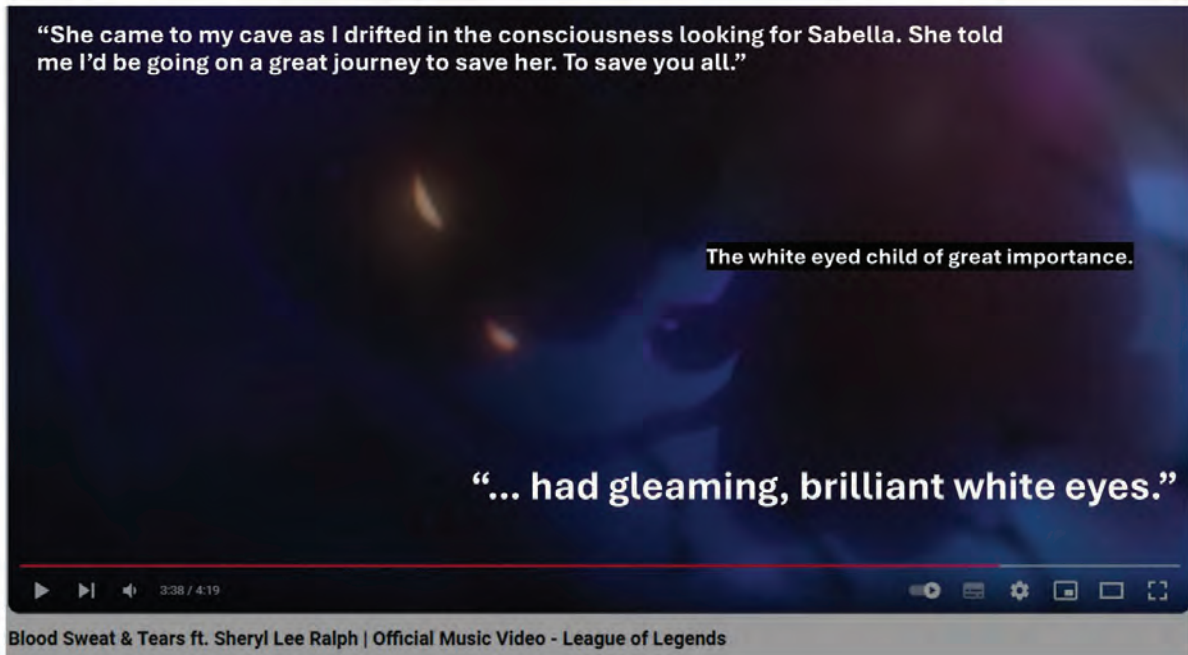 “She came to my cave as I drifted in the consciousness looking for Sabella. She told
me I’d be going on a great journey to save her. To save you all.”
The white eyed child of great importance.
“... had gleaming, brilliant white eyes.”
3:38 / 4:19
Blood Sweat & Tears ft. Sheryl Lee Ralph | Official Music Video - League of Legends